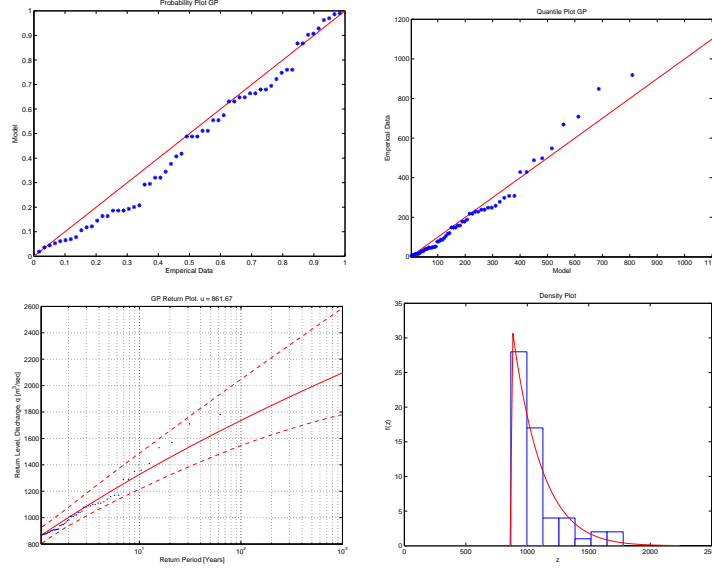 Probability Plot GP
1
0.9
0.8
0.7
0.6
0.5
0.4
0.3
0.2
0.1
0
Model
0 0.1 0.2 0.3 0.4 0.5 0.6 0.7 0.8 0.9 1
Emperical Data
Quantile Plot GP
1200
1000
800
600
400
200
0
Emperical Data
100 200 300 400 500 600 700 800 900 1000 1100
Model
GP Return Plot. u = 861.67
2600
2400
2200
2000
1800
1600
1400
1200
1000
800
Return Level, Discharge, q [m³/sec]
10¹ 10² 10³
Return Period [Years]
Density Plot
35
30
25
20
15
10
5
0
f(z)
0 500 1000 1500 2000 2500
z